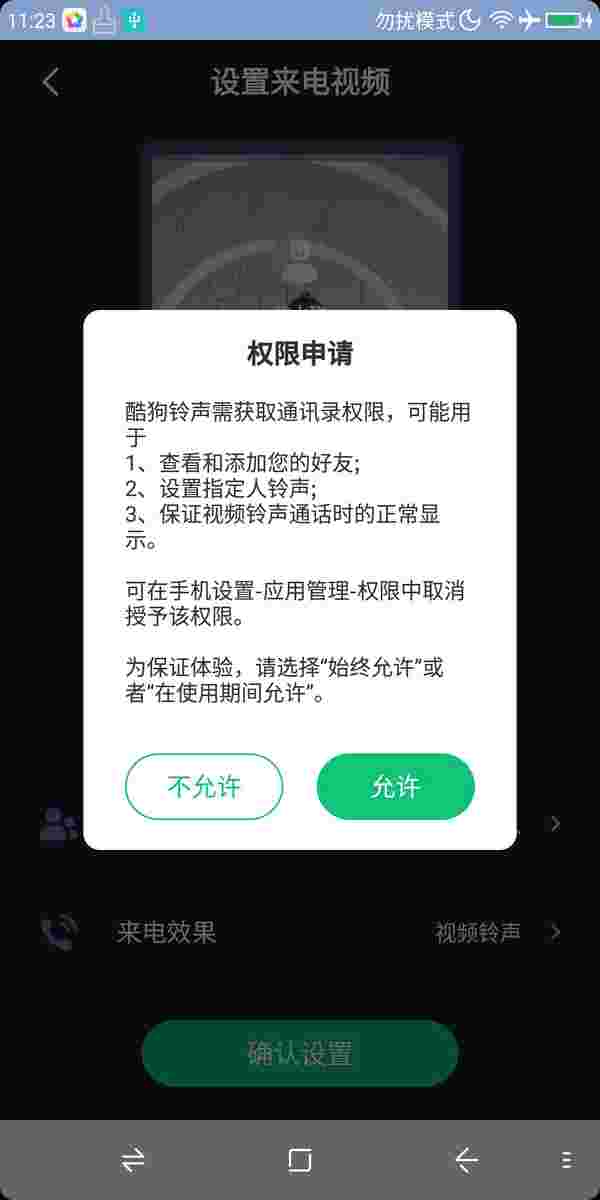 11:23
勿扰模式
设置来电视频
权限申请
酷狗铃声需获取通讯录权限，可能用
于
1、查看和添加您的好友;
2、设置指定人铃声;
3、保证视频铃声通话时的正常显
示。
可在手机设置-应用管理-权限中取消
授予该权限。
为保证体验，请选择“始终允许”或
者“在使用期间允许”。
不允许
允许
来电效果
视频铃声
确认设置